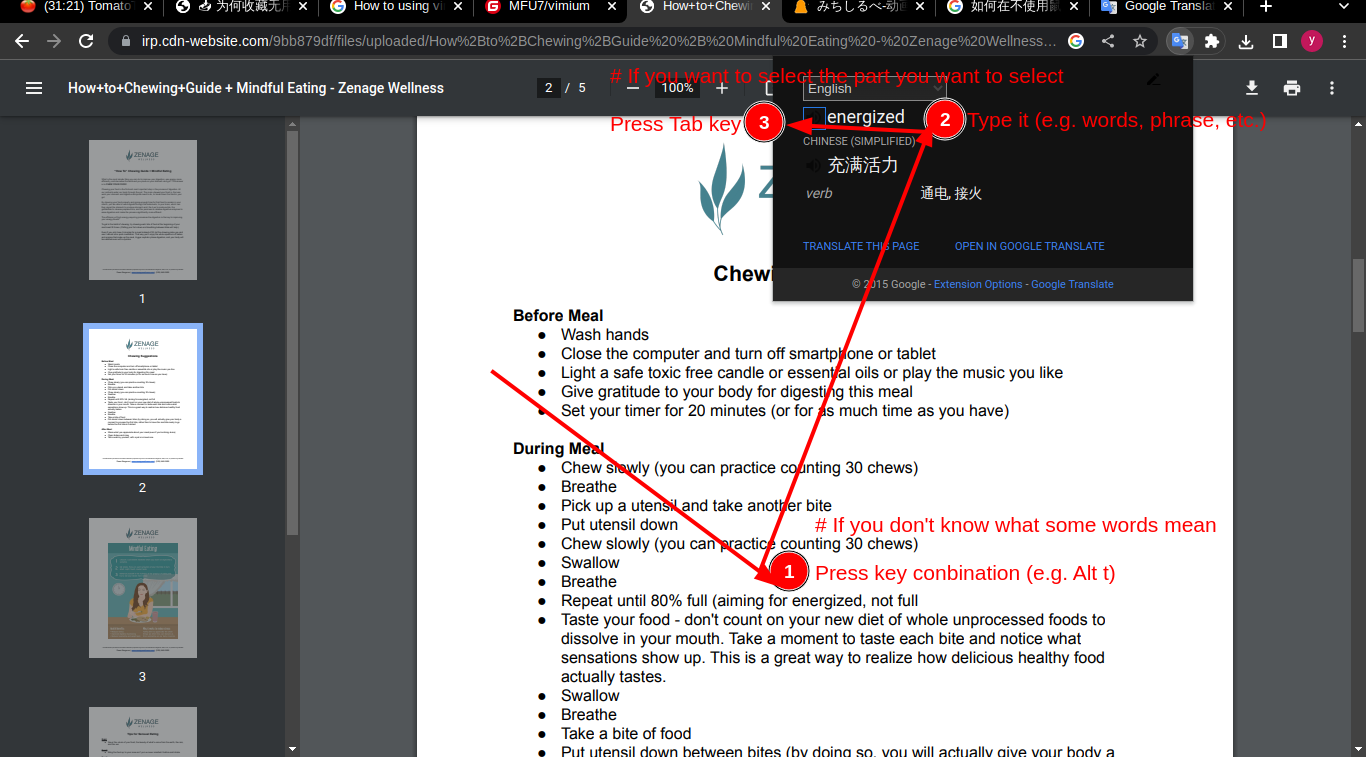 (31:21) Tomato
为何收藏无用
How to using vi
MFU7/vimium
How+to+Chewin
みちしるべ-动画
如何在不使用鼠
Google Transla
irp.cdn-website.com/9bb879df/files/uploaded/How%2Bto%2BChewing%2BGuide%20%2B%20Mindful%20Eating%20-%20Zenage%20Wellness…
y
How+to+Chewing+Guide + Mindful Eating - Zenage Wellness
2 / 5
100%
# If you want to select the part you want to select
English
Press Tab key
3
energized
2
Type it (e.g. words, phrase, etc.)
CHINESE (SIMPLIFIED)
充满活力
verb
通电, 接火
TRANSLATE THIS PAGE
OPEN IN GOOGLE TRANSLATE
© 2015 Google - Extension Options - Google Translate
ZENAGE
1
ZENAGE
2
Mindful Eating
3
Z
Chewi
Before Meal
● Wash hands
● Close the computer and turn off smartphone or tablet
● Light a safe toxic free candle or essential oils or play the music you like
● Give gratitude to your body for digesting this meal
● Set your timer for 20 minutes (or for as much time as you have)
During Meal
● Chew slowly (you can practice counting 30 chews)
● Breathe
● Pick up a utensil and take another bite
● Put utensil down
# If you don't know what some words mean
● Chew slowly (you can practice counting 30 chews)
● Swallow
1
Press key conbination (e.g. Alt t)
● Breathe
● Repeat until 80% full (aiming for energized, not full
● Taste your food - don't count on your new diet of whole unprocessed foods to
dissolve in your mouth. Take a moment to taste each bite and notice what
sensations show up. This is a great way to realize how delicious healthy food
actually tastes.
● Swallow
● Breathe
● Take a bite of food
● Put utensil down between bites (by doing so, you will actually give your body a